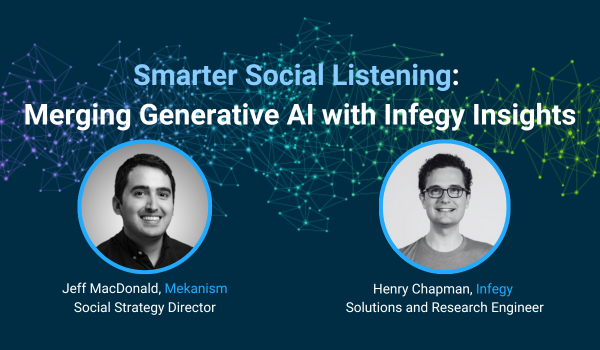 Smarter Social Listening:
Merging Generative AI with Infegy Insights
Jeff MacDonald, Mekanism
Social Strategy Director
Henry Chapman, Infegy
Solutions and Research Engineer